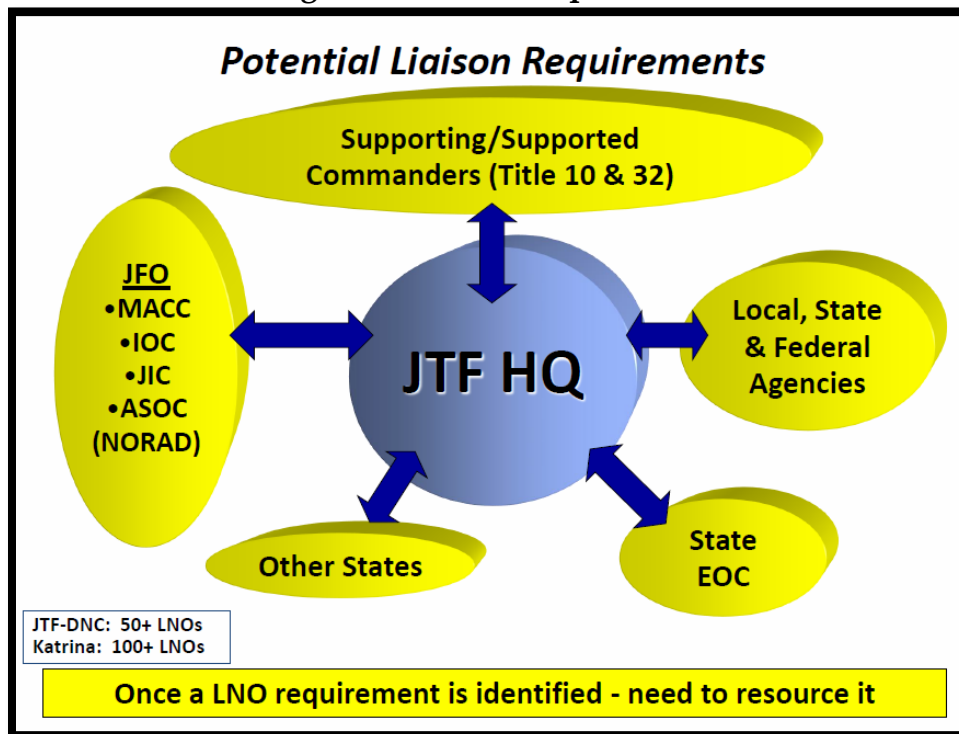 Potential Liaison Requirements
Supporting/Supported
Commanders (Title 10 & 32)
JFO
•MACC
•IOC
•JIC
•ASOC
(NORAD)
JTF HQ
Local, State
& Federal
Agencies
Other States
State
EOC
JTF-DNC: 50+ LNOs
Katrina: 100+ LNOs
Once a LNO requirement is identified - need to resource it